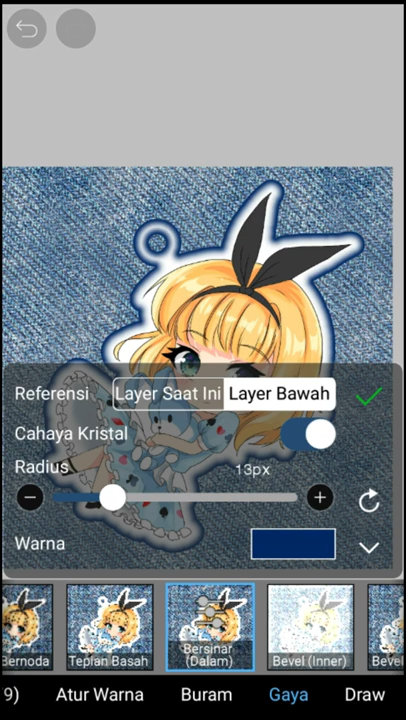 Referensi Layer Saat Ini Layer Bawah
Cahaya Kristal
Radius 13px
Warna
Bernoda Tepian Basah Bersinar (Dalam) Bevel (Inner) Bevel
9) Atur Warna Buram Gaya Draw